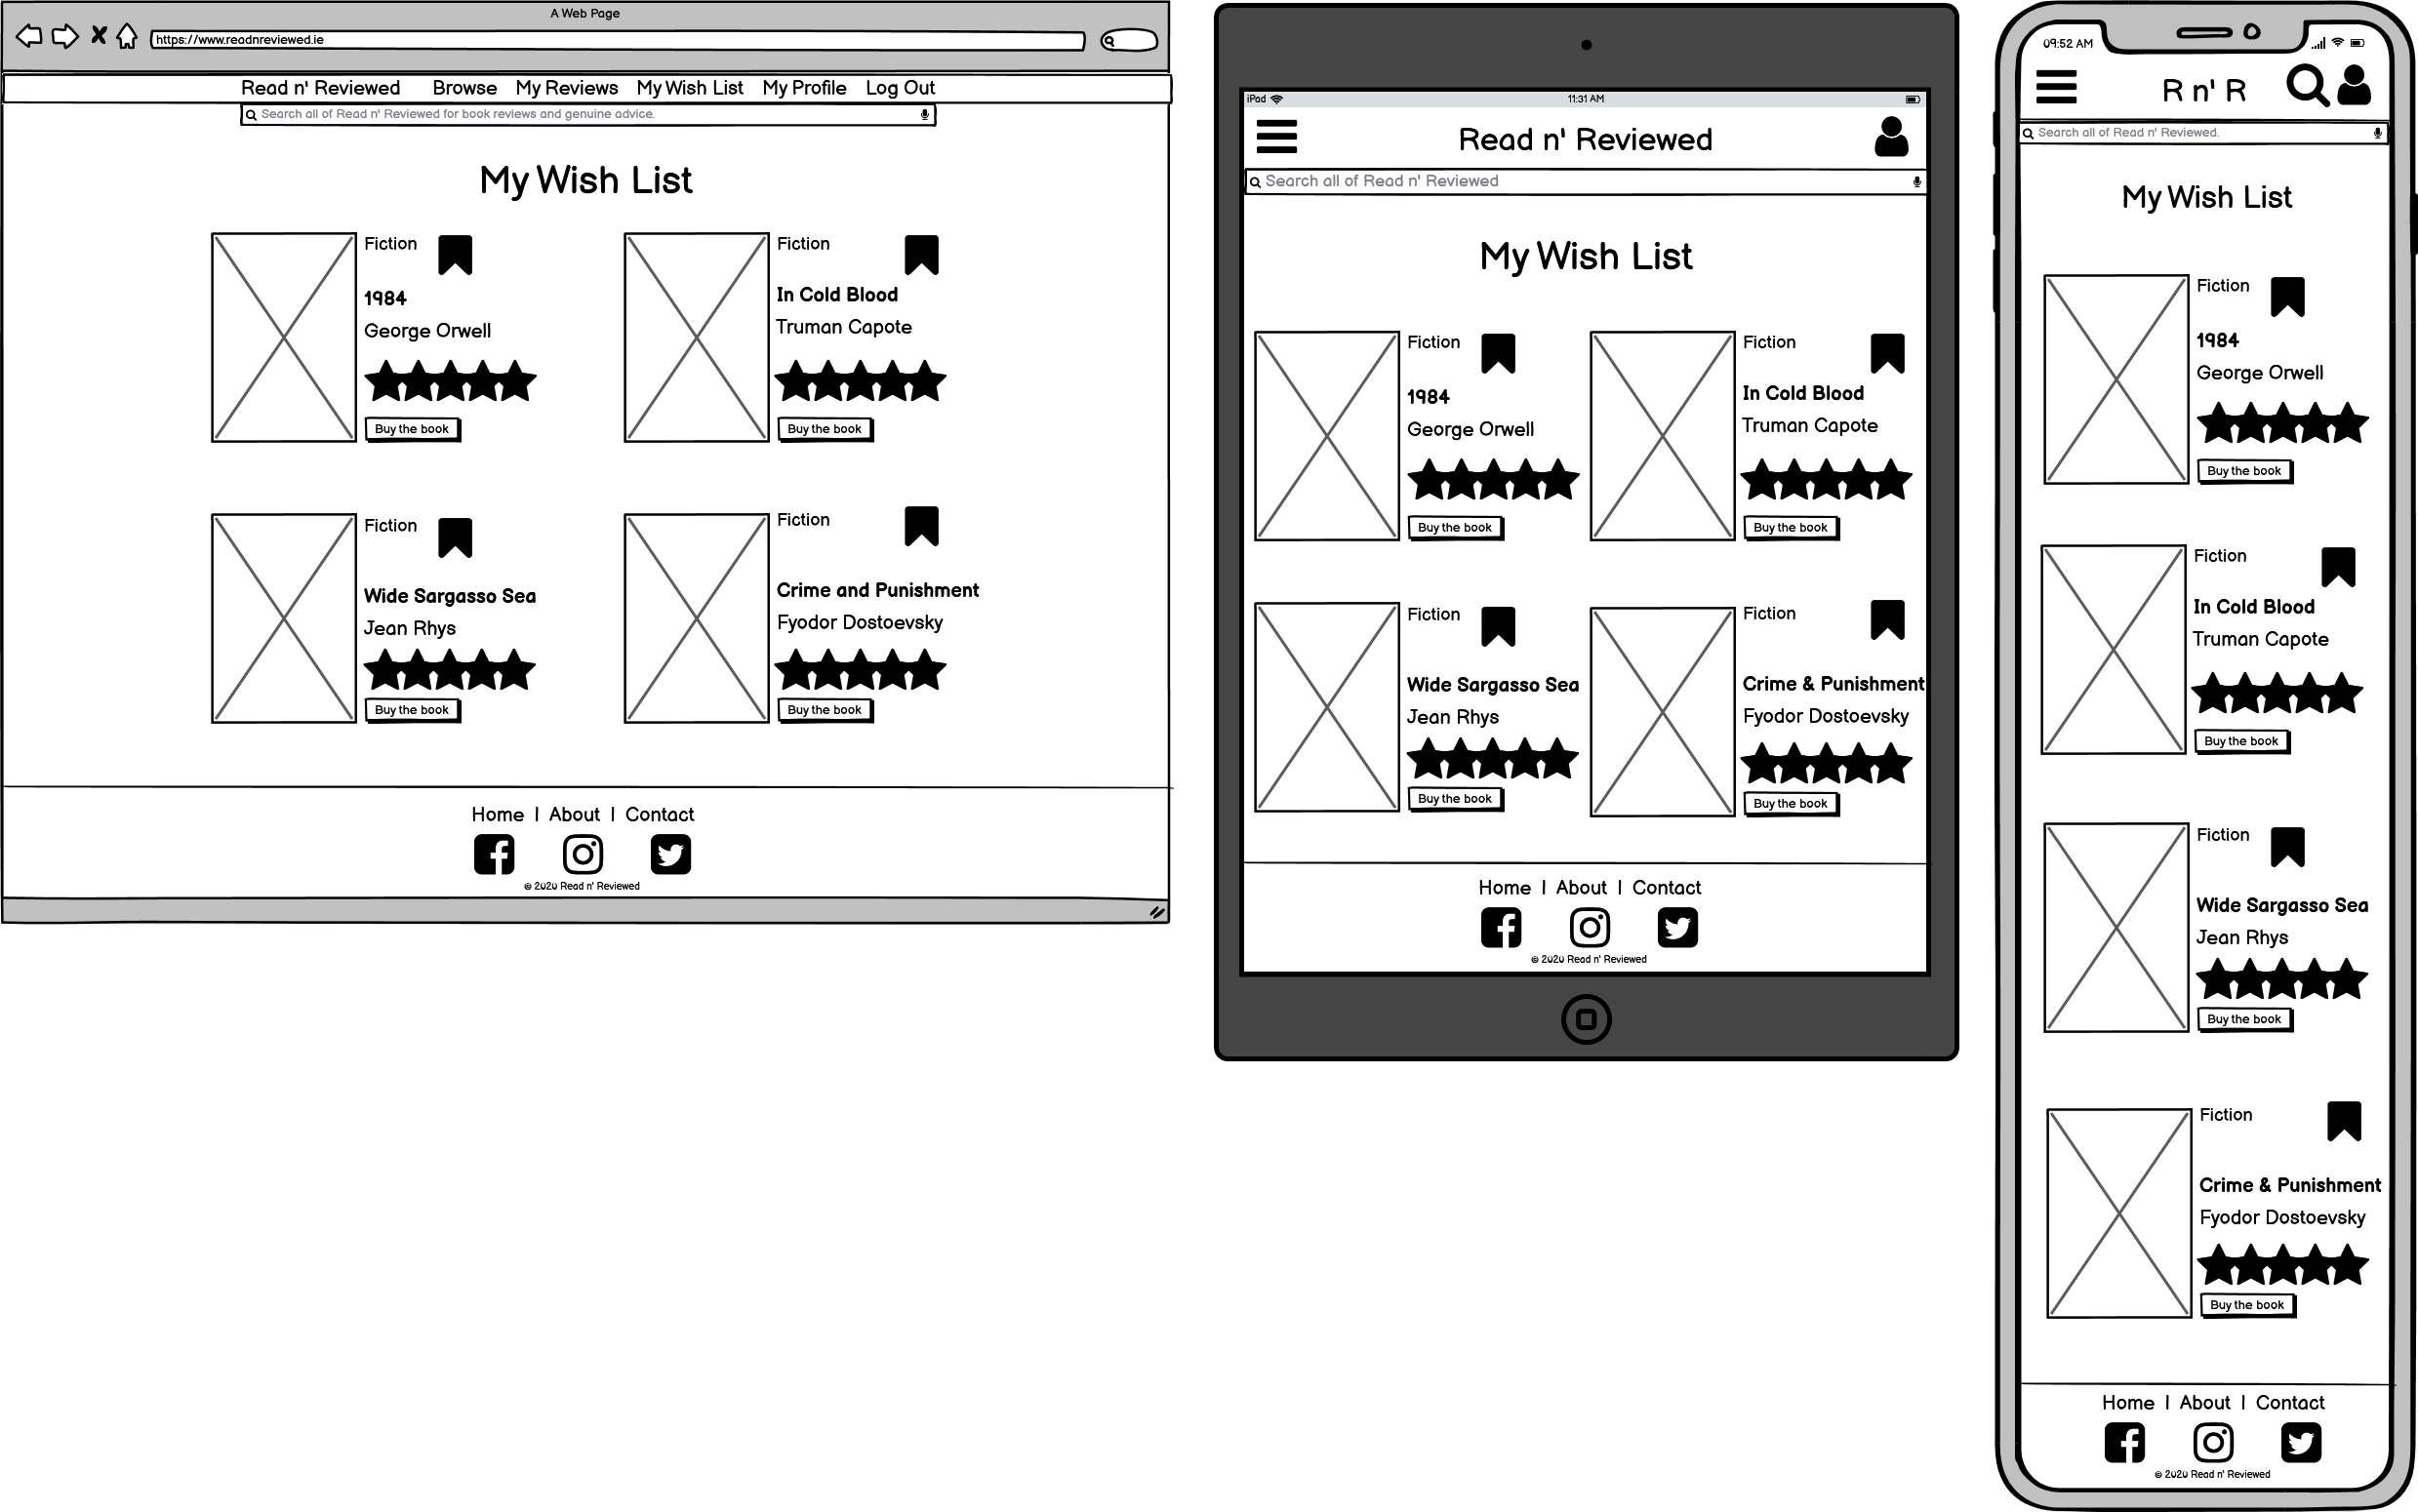 A Web Page
https://www.readnreviewed.ie
Read n' Reviewed Browse My Reviews My Wish List My Profile Log Out
Search all of Read n' Reviewed for book reviews and genuine advice.
My Wish List
Fiction
1984
George Orwell
Buy the book
Fiction
In Cold Blood
Truman Capote
Buy the book
Fiction
Wide Sargasso Sea
Jean Rhys
Buy the book
Fiction
Crime and Punishment
Fyodor Dostoevsky
Buy the book
Home | About | Contact
© 2020 Read n' Reviewed
iPad 11:31 AM
Read n' Reviewed
Search all of Read n' Reviewed
My Wish List
Fiction
1984
George Orwell
Buy the book
Fiction
In Cold Blood
Truman Capote
Buy the book
Fiction
Wide Sargasso Sea
Jean Rhys
Buy the book
Fiction
Crime & Punishment
Fyodor Dostoevsky
Buy the book
Home | About | Contact
© 2020 Read n' Reviewed
09:52 AM
R n' R
Search all of Read n' Reviewed.
My Wish List
Fiction
1984
George Orwell
Buy the book
Fiction
In Cold Blood
Truman Capote
Buy the book
Fiction
Wide Sargasso Sea
Jean Rhys
Buy the book
Fiction
Crime & Punishment
Fyodor Dostoevsky
Buy the book
Home | About | Contact
© 2020 Read n' Reviewed